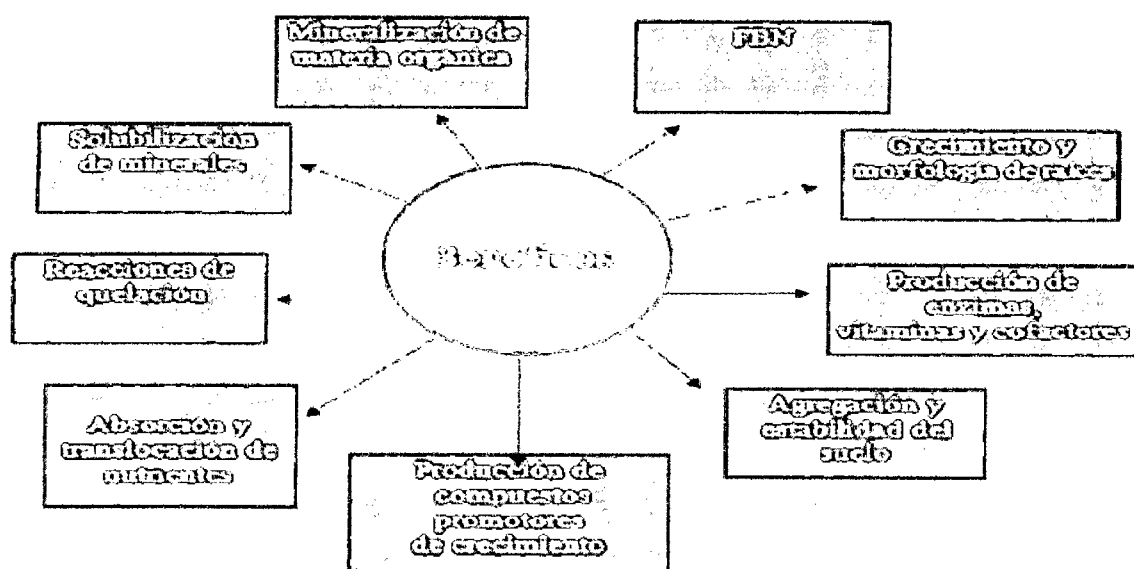 Mineralización de
materia orgánica
FBN
Solubilización
de minerales
Crecimiento y
morfología de raíces
Beneficios
Reacciones de
quelación
Producción de
enzimas,
vitaminas y cofactores
Absorción y
translocación de
nutrientes
Agregación y
estabilidad del
suelo
Producción de
compuestos
promotores
de crecimiento